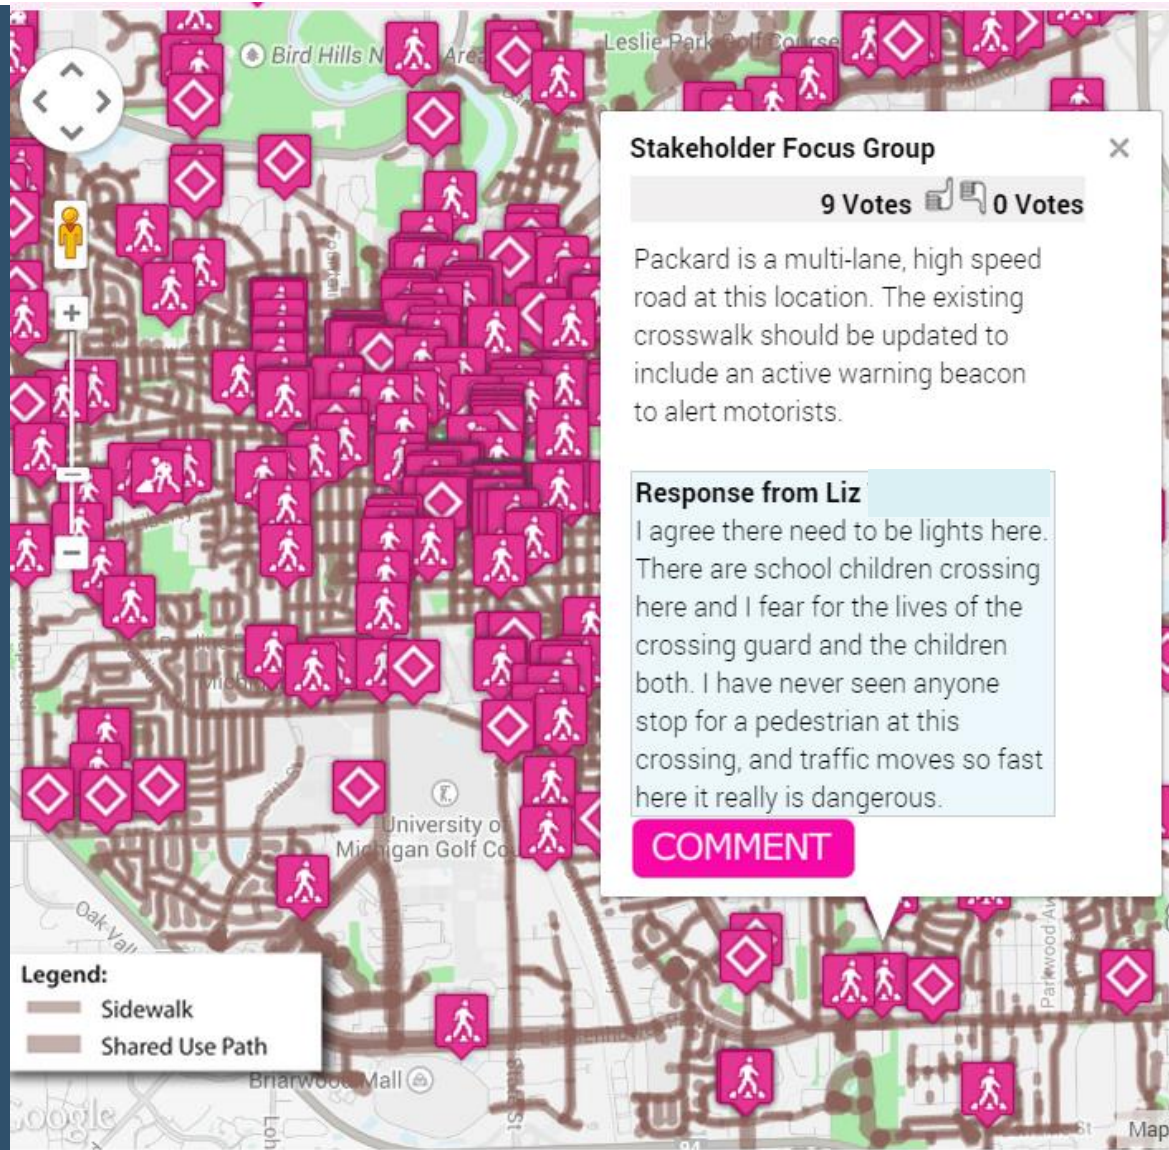 Bird Hills N
Area
Leslie Park Golf Course
Stakeholder Focus Group
9 Votes 0 Votes
Packard is a multi-lane, high speed
road at this location. The existing
crosswalk should be updated to
include an active warning beacon
to alert motorists.
Response from Liz
I agree there need to be lights here.
There are school children crossing
here and I fear for the lives of the
crossing guard and the children
both. I have never seen anyone
stop for a pedestrian at this
crossing, and traffic moves so fast
here it really is dangerous.
COMMENT
University of
Michigan Golf Co
Oak Val
Parkwood Av
Legend:
Sidewalk
Shared Use Path
Briarwood Mall
State St
Google
Map